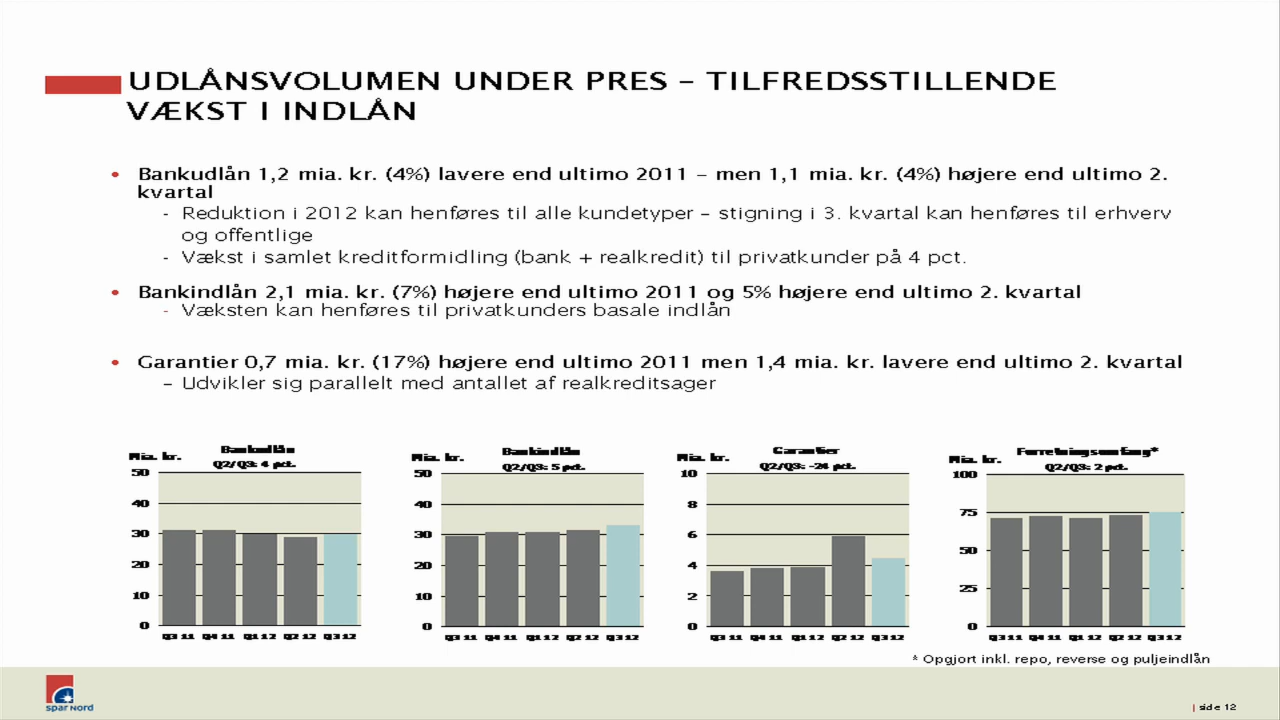 UDLÅNSVOLUMEN UNDER PRES – TILFREDSSTILLENDE
VÆKST I INDLÅN
• Bankudlån 1,2 mia. kr. (4%) lavere end ultimo 2011 – men 1,1 mia. kr. (4%) højere end ultimo 2.
kvartal
- Reduktion i 2012 kan henføres til alle kundetyper – stigning i 3. kvartal kan henføres til erhverv
og offentlige
- Vækst i samlet kreditformidling (bank + realkredit) til privatkunder på 4 pct.
• Bankindlån 2,1 mia. kr. (7%) højere end ultimo 2011 og 5% højere end ultimo 2. kvartal
- Væksten kan henføres til privatkunders basale indlån
• Garantier 0,7 mia. kr. (17%) højere end ultimo 2011 men 1,4 mia. kr. lavere end ultimo 2. kvartal
– Udvikler sig parallelt med antallet af realkreditsager
Bankudlån
Mia. kr.
Q2/Q3: 4 pct.
50
40
30
20
10
0
Q3 11 Q4 11 Q1 12 Q2 12 Q3 12
Bankindlån
Mia. kr.
Q2/Q3: 5 pct.
50
40
30
20
10
0
Q3 11 Q4 11 Q1 12 Q2 12 Q3 12
Garantier
Mia. kr.
Q2/Q3: -24 pct.
10
8
6
4
2
0
Q3 11 Q4 11 Q1 12 Q2 12 Q3 12
Forretningsomfang*
Mia. kr.
Q2/Q3: 2 pct.
100
75
50
25
0
Q3 11 Q4 11 Q1 12 Q2 12 Q3 12
* Opgjort inkl. repo, reverse og puljeindlån
spar Nord
| side 12